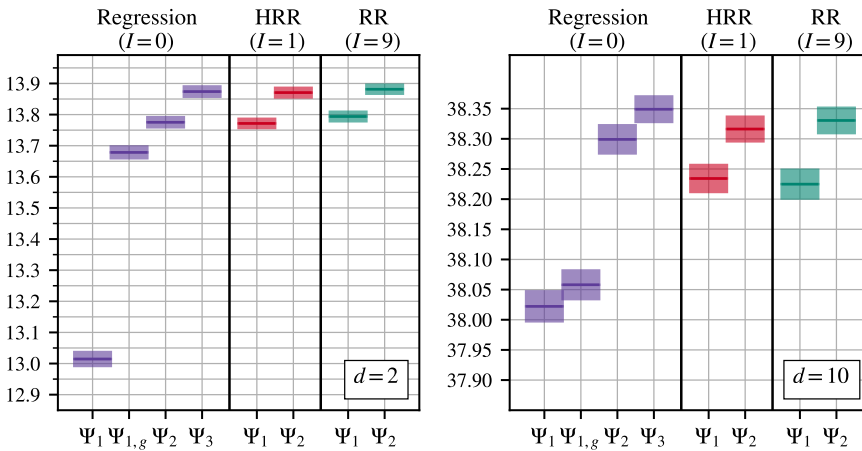 Regression
(I=0)
HRR
(I=1)
RR
(I=9)
13.9
13.8
13.7
13.6
13.5
13.4
13.3
13.2
13.1
13.0
12.9
d=2
Ψ1 Ψ1,g Ψ2 Ψ3 Ψ1 Ψ2 Ψ1 Ψ2
Regression
(I=0)
HRR
(I=1)
RR
(I=9)
38.35
38.30
38.25
38.20
38.15
38.10
38.05
38.00
37.95
37.90
d=10
Ψ1 Ψ1,g Ψ2 Ψ3 Ψ1 Ψ2 Ψ1 Ψ2